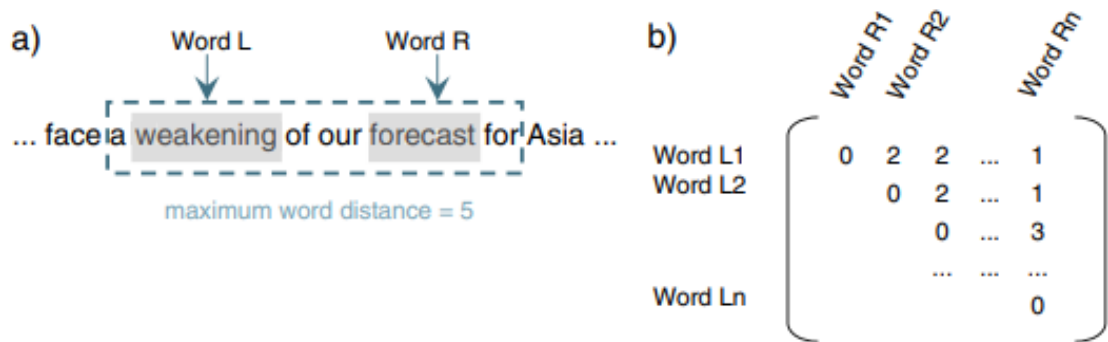 a)
Word L Word R
... face a weakening of our forecast for Asia ...
maximum word distance = 5
b)
Word R1 Word R2 Word Rn
Word L1 0 2 2 ... 1
Word L2 0 2 ... 1
0 ... 3
... ... ...
Word Ln 0